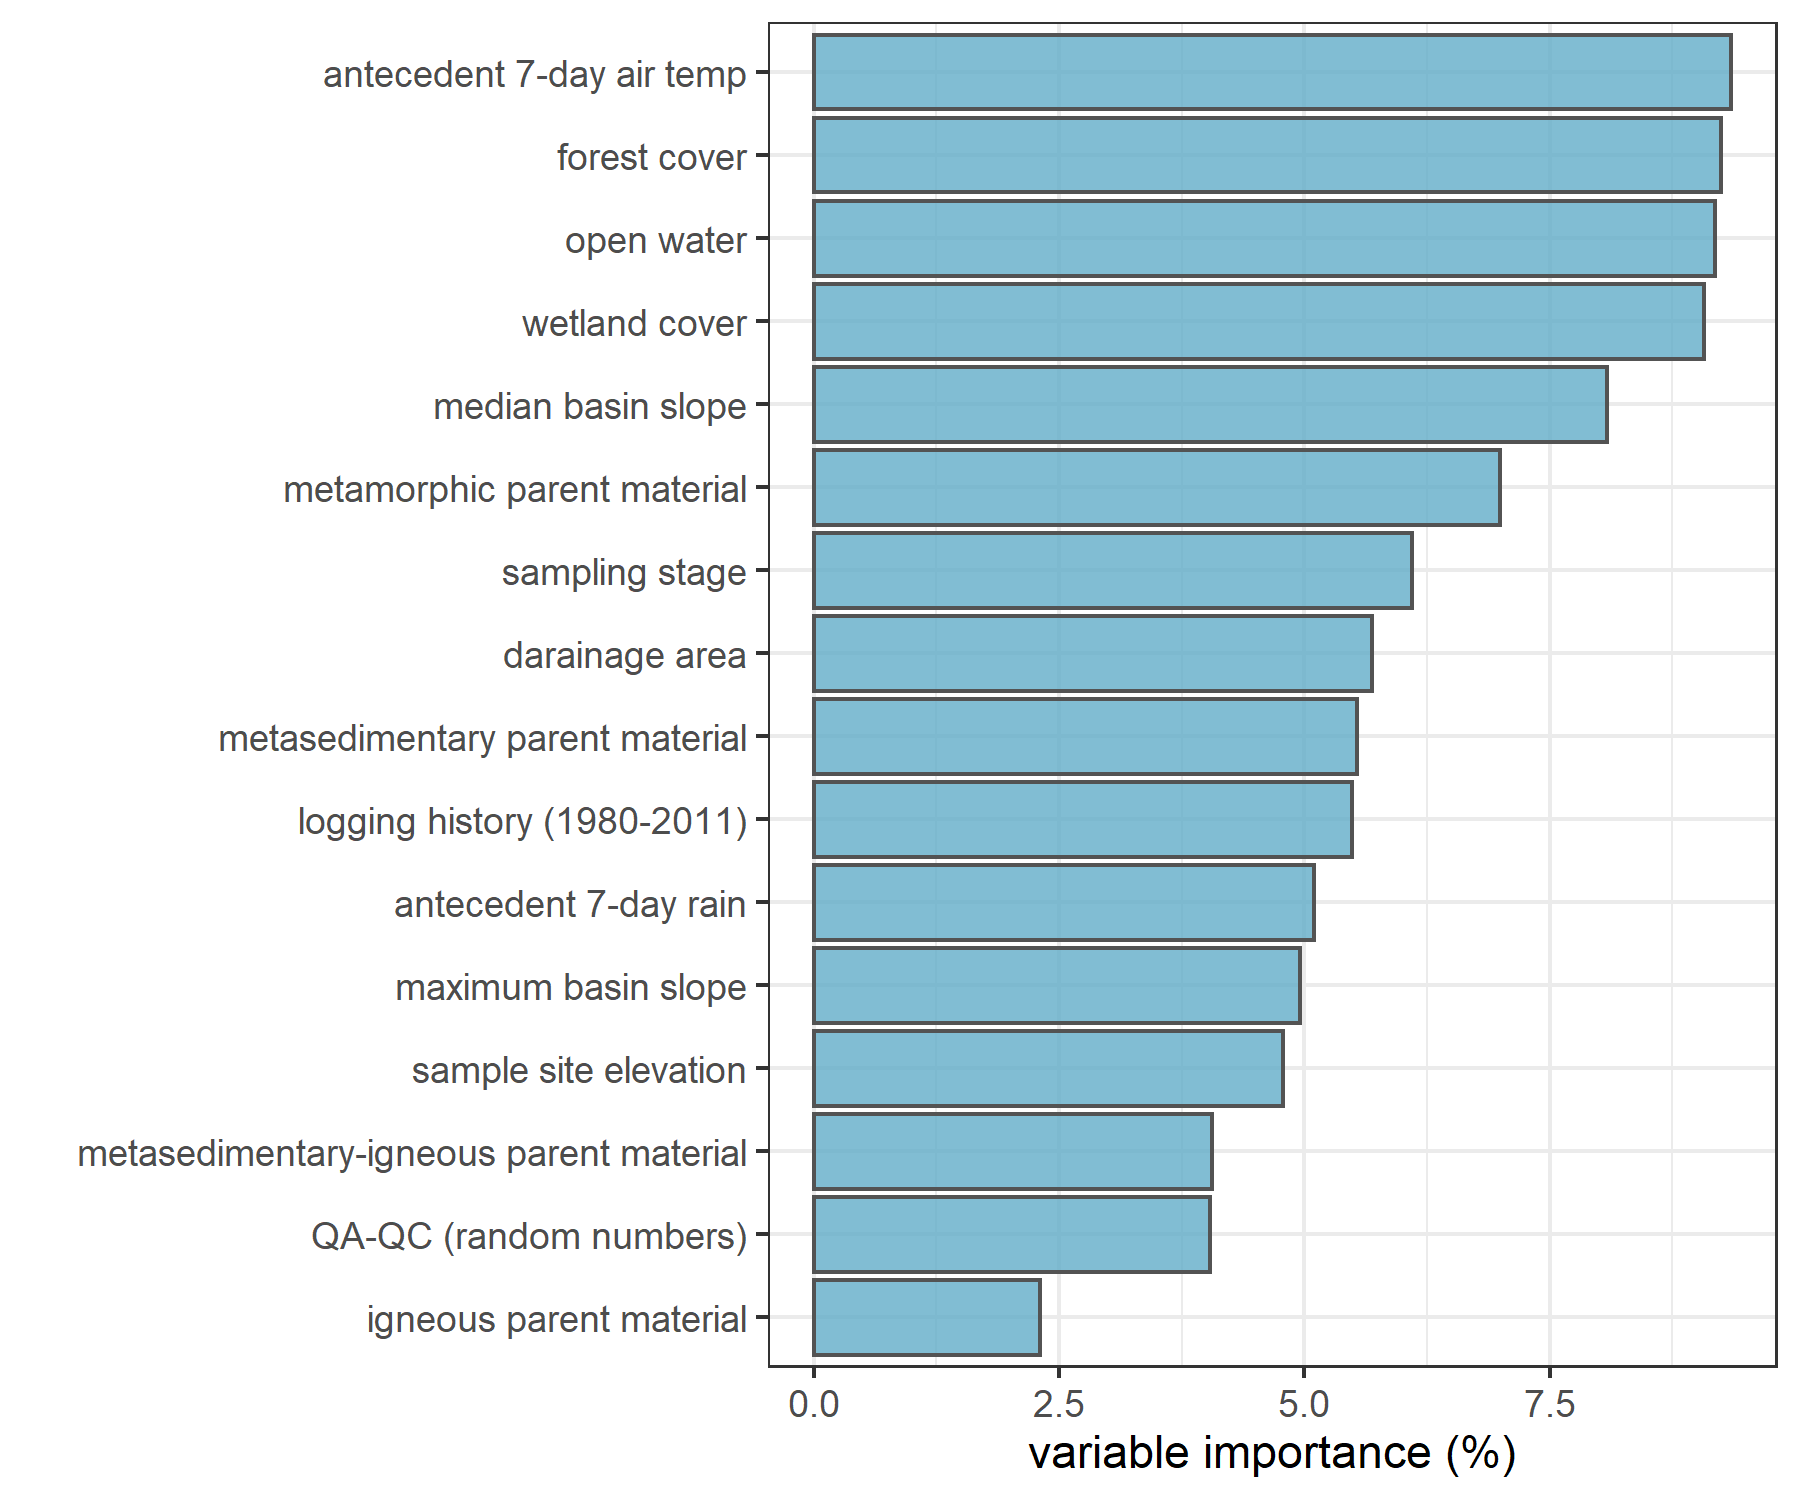 antecedent 7-day air temp
forest cover
open water
wetland cover
median basin slope
metamorphic parent material
sampling stage
darainage area
metasedimentary parent material
logging history (1980-2011)
antecedent 7-day rain
maximum basin slope
sample site elevation
metasedimentary-igneous parent material
QA-QC (random numbers)
igneous parent material
0.0 2.5 5.0 7.5
variable importance (%)